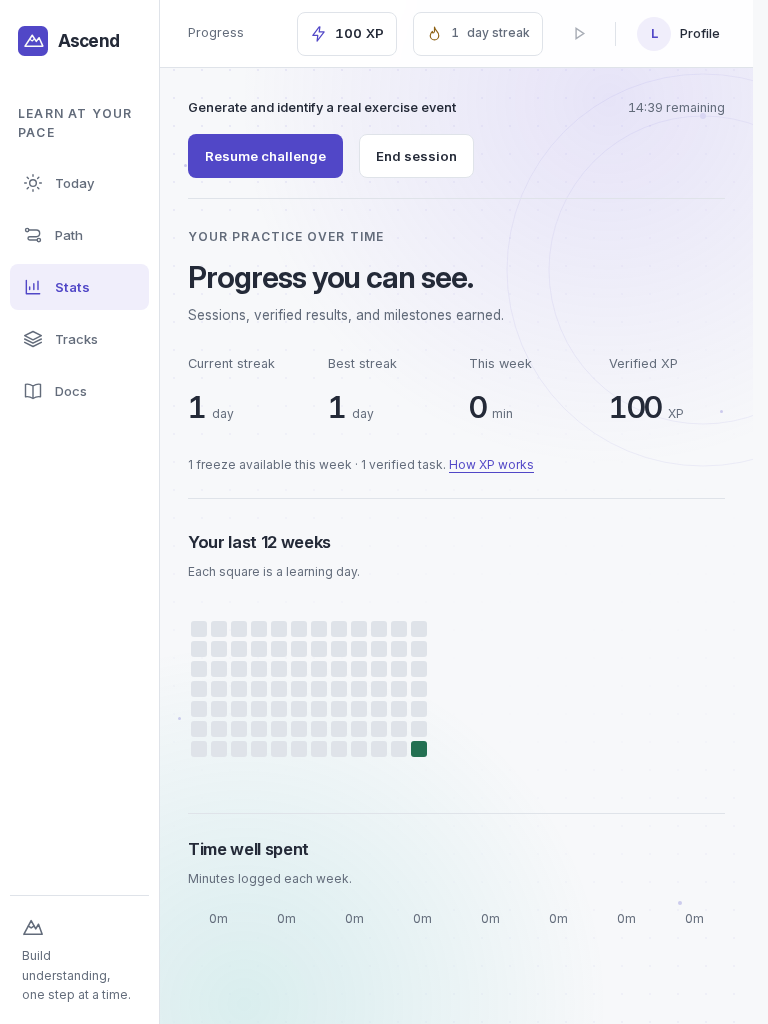 Ascend
LEARN AT YOUR
PACE
Today
Path
Stats
Tracks
Docs
Build
understanding,
one step at a time.
Progress
100 XP
1 day streak
L
Profile
Generate and identify a real exercise event
14:39 remaining
Resume challenge
End session
YOUR PRACTICE OVER TIME
Progress you can see.
Sessions, verified results, and milestones earned.
Current streak
1 day
Best streak
1 day
This week
0 min
Verified XP
100 XP
1 freeze available this week · 1 verified task. How XP works
Your last 12 weeks
Each square is a learning day.
Time well spent
Minutes logged each week.
0m 0m 0m 0m 0m 0m 0m 0m